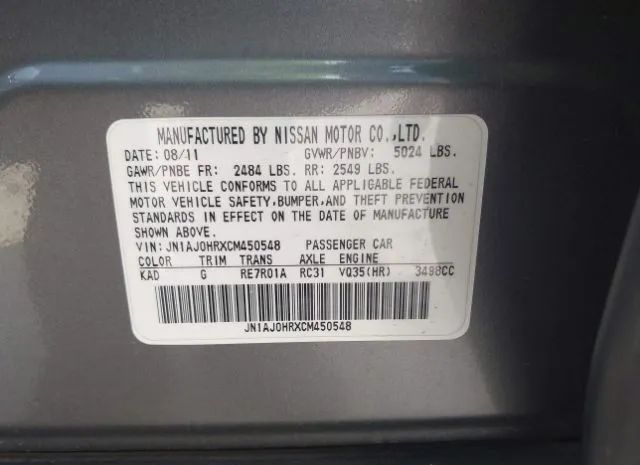 MANUFACTURED BY NISSAN MOTOR CO.,LTD.
DATE: 08/11 GVWR/PNBV: 5024 LBS.
GAWR/PNBE FR: 2484 LBS. RR: 2549 LBS.
THIS VEHICLE CONFORMS TO ALL APPLICABLE FEDERAL
MOTOR VEHICLE SAFETY,BUMPER,AND THEFT PREVENTION
STANDARDS IN EFFECT ON THE DATE OF MANUFACTURE
SHOWN ABOVE.
VIN: JN1AJ0HRXCM450548 PASSENGER CAR
COLOR TRIM TRANS AXLE ENGINE
KAD G RE7R01A RC31 VQ35(HR) 3498CC
JN1AJ0HRXCM450548